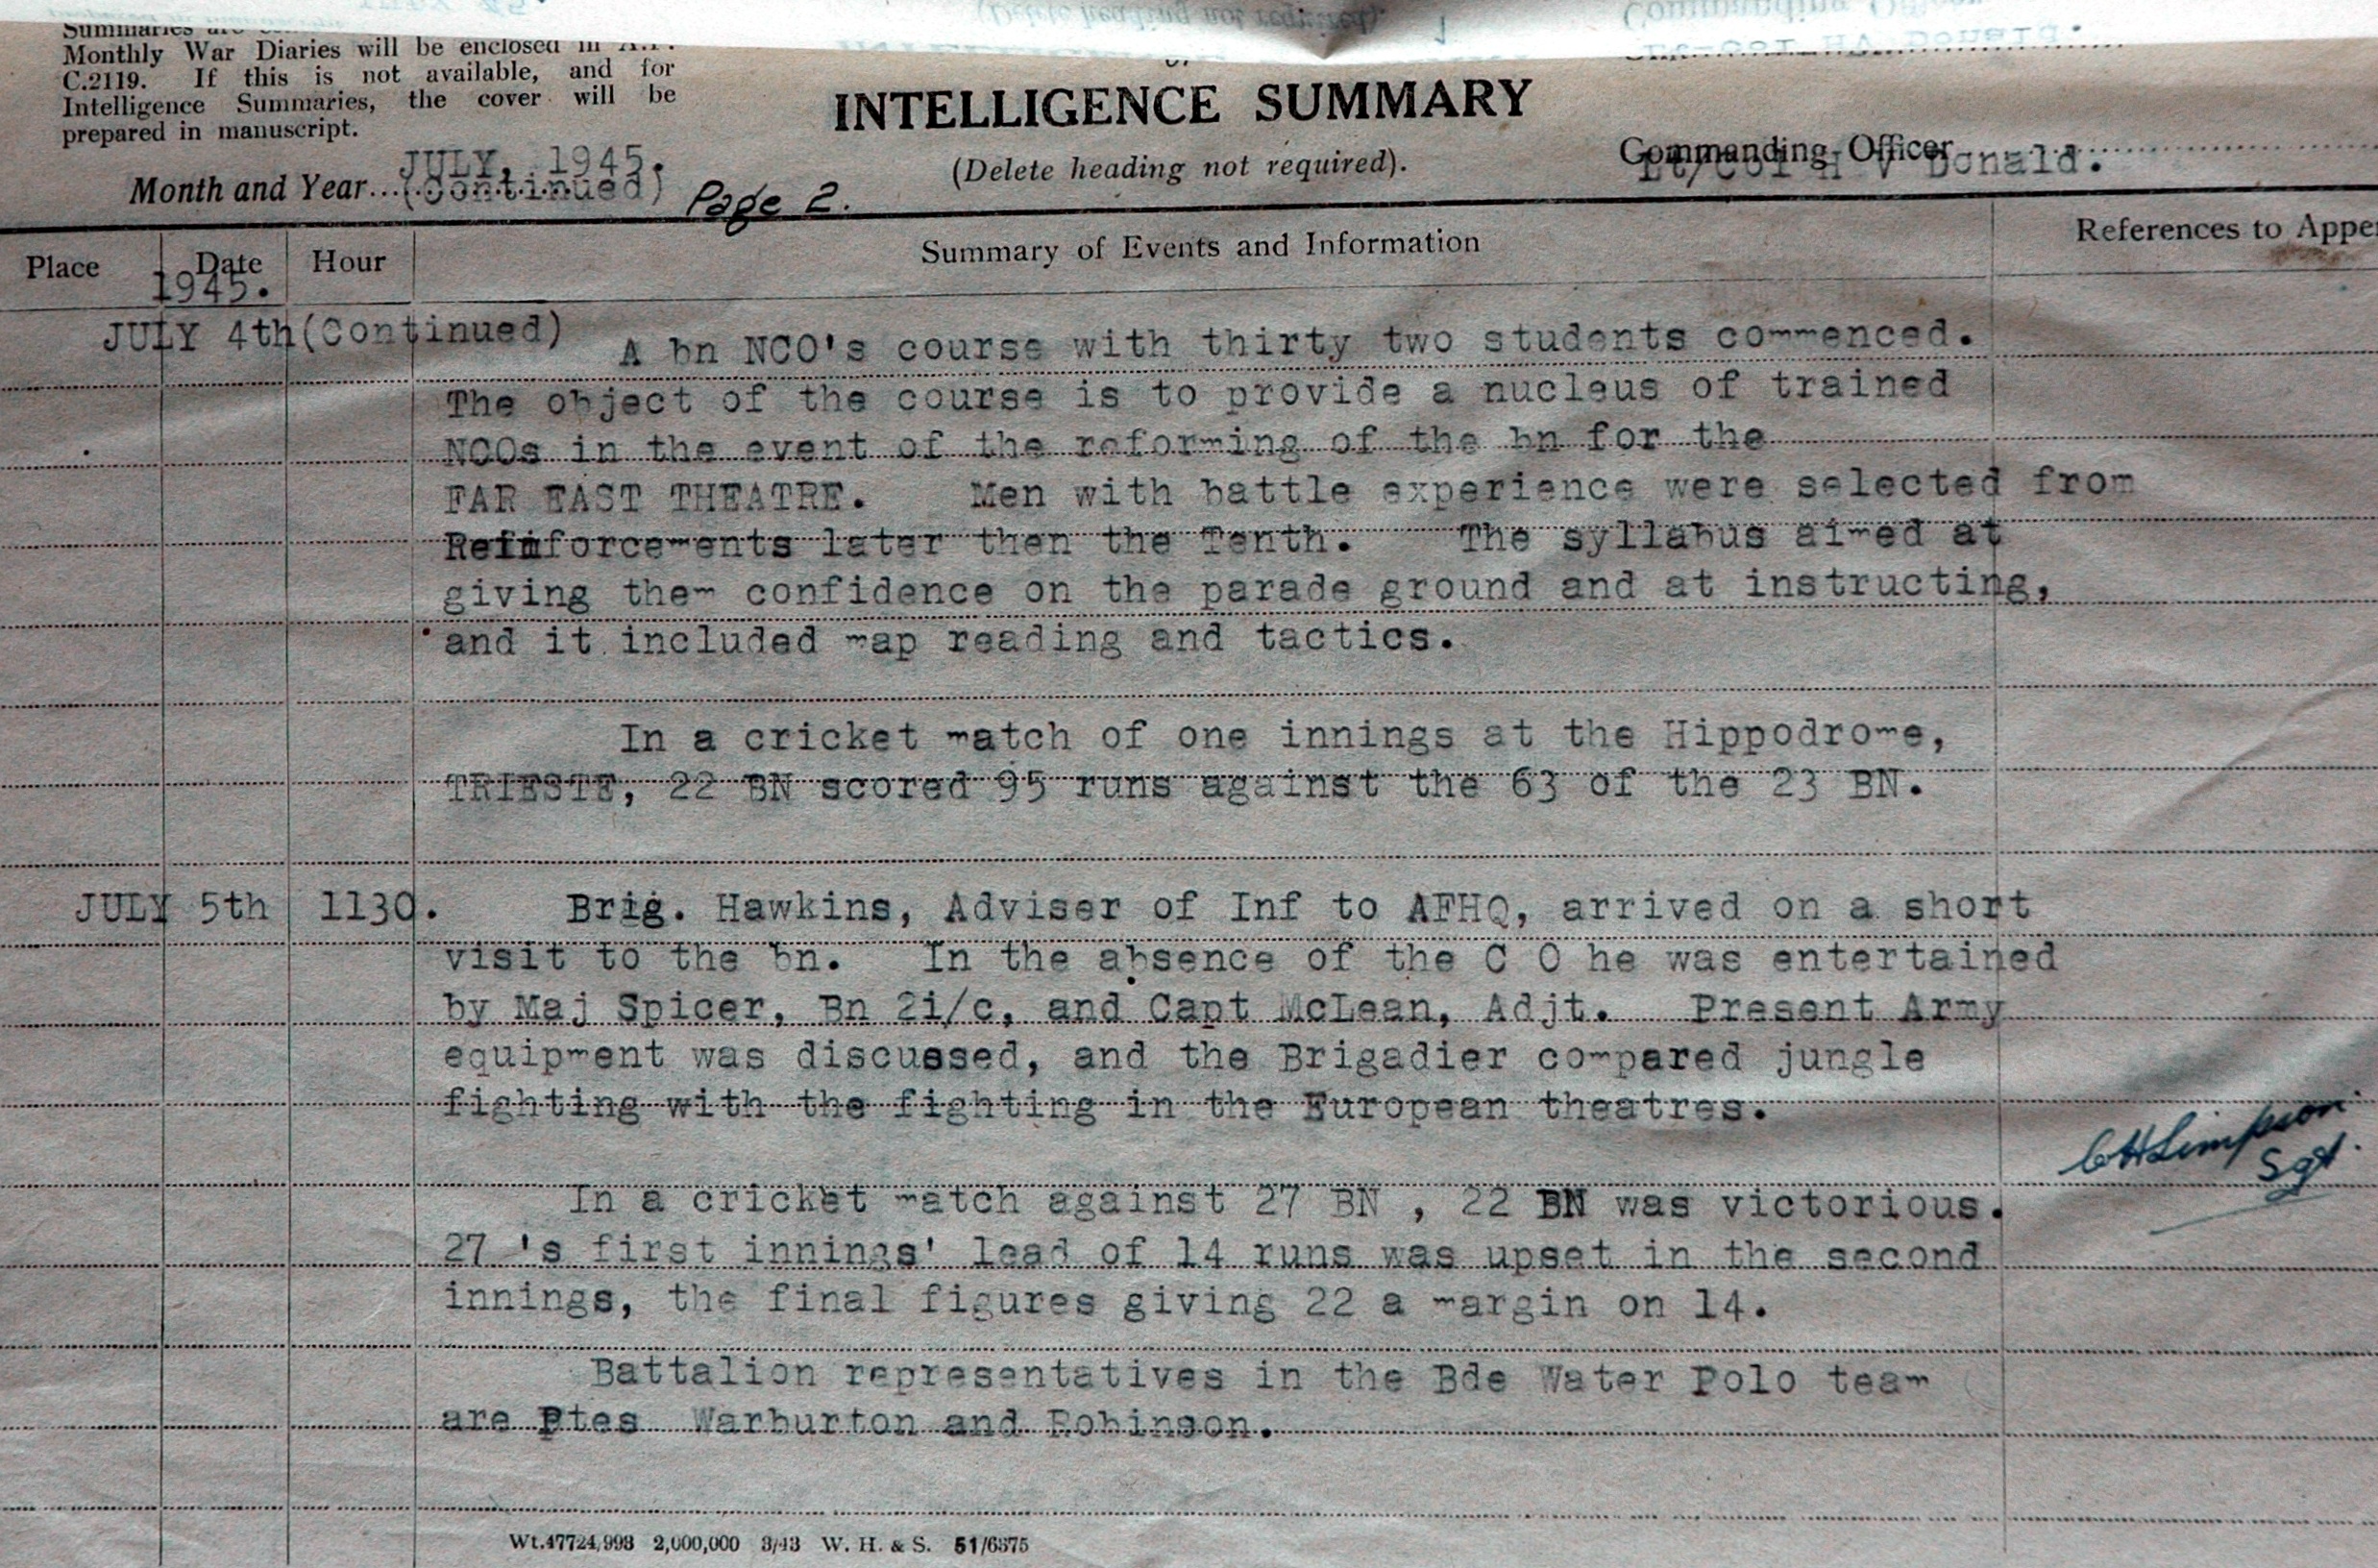 Monthly War Diaries will be enclosed in A.F.
C.2119. If this is not available, and for
Intelligence Summaries, the cover will be
prepared in manuscript.
INTELLIGENCE SUMMARY
(Delete heading not required).
Commanding Officer
Lt/Col H V Donald.
JULY, 1945.
Month and Year...(Continued)
Page 2.
Place
Date
Hour
Summary of Events and Information
References to Appe
1945.
JULY 4th (Continued)
A bn NCO's course with thirty two students commenced.
The object of the course is to provide a nucleus of trained
NCOs in the event of the reforming of the bn for the
FAR EAST THEATRE. Men with battle experience were selected from
Reinforcements later then the Tenth. The syllabus aimed at
giving them confidence on the parade ground and at instructing,
and it included map reading and tactics.
In a cricket match of one innings at the Hippodrome,
TRIESTE, 22 BN scored 95 runs against the 63 of the 23 BN.
JULY 5th 1130. Brig. Hawkins, Adviser of Inf to AFHQ, arrived on a short
visit to the bn. In the absence of the C O he was entertained
by Maj Spicer, Bn 2i/c, and Capt McLean, Adjt. Present Army
equipment was discussed, and the Brigadier compared jungle
fighting with the fighting in the European theatres.
CHSimpson
Sgt.
In a cricket match against 27 BN , 22 BN was victorious.
27 's first innings' lead of 14 runs was upset in the second
innings, the final figures giving 22 a margin on 14.
Battalion representatives in the Bde Water Polo team
are Ptes Warburton and Robinson.
Wt.47724/993 2,000,000 3/43 W. H. & S. 51/6375